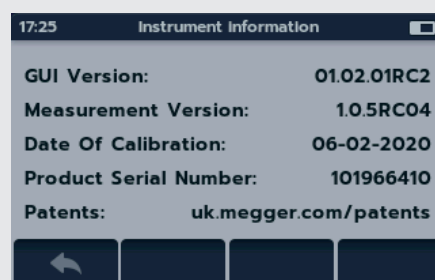 17:25 Instrument Information
GUI Version: 01.02.01RC2
Measurement Version: 1.0.5RC04
Date Of Calibration: 06-02-2020
Product Serial Number: 101966410
Patents: uk.megger.com/patents